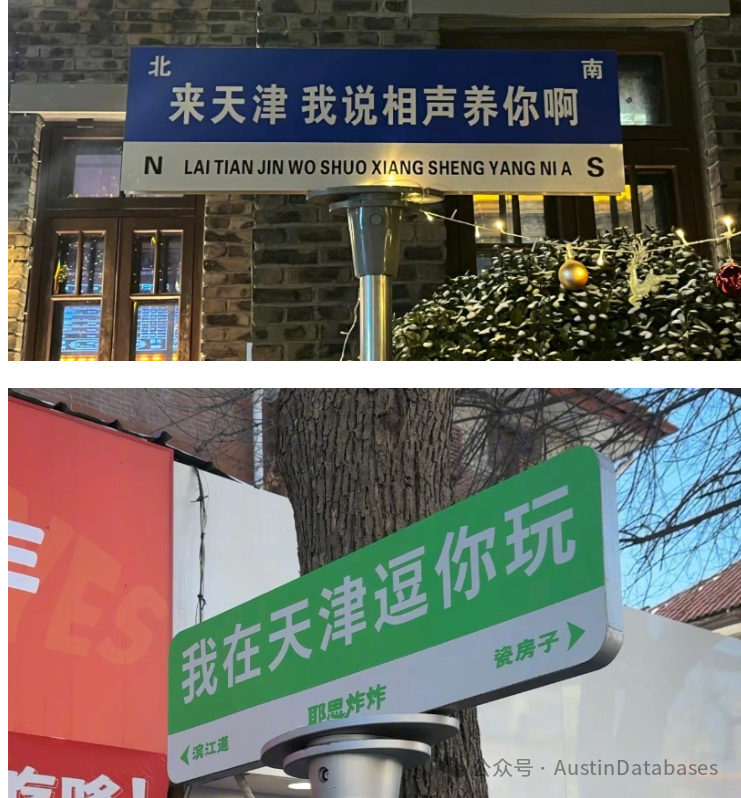 北 南
来天津 我说相声养你啊
N LAI TIAN JIN WO SHUO XIANG SHENG YANG NI A S
YES
我在天津逗你玩
瓷房子
耶思炸炸
滨江道
公众号 · AustinDatabases